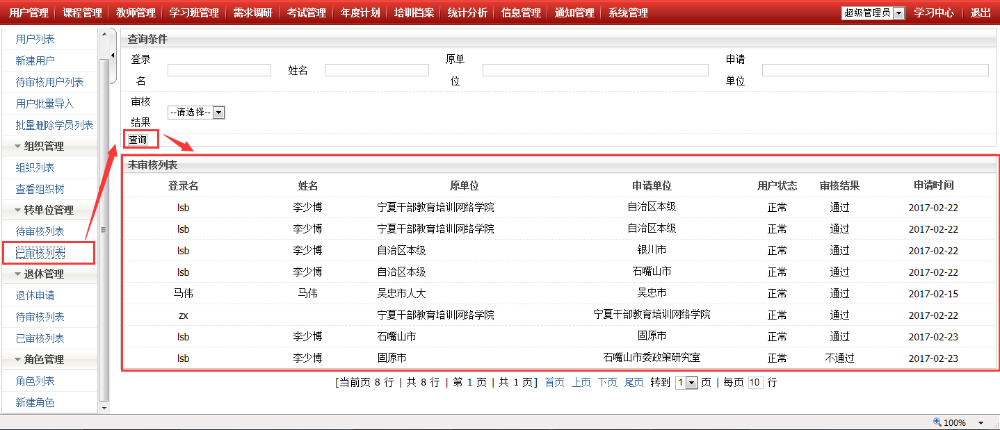 用户管理 课程管理 教师管理 学习班管理 需求调研 考试管理 年度计划 培训档案 统计分析 信息管理 通知管理 系统管理 超级管理员 学习中心 退出
用户列表
新建用户
待审核用户列表
用户批量导入
批量删除学员列表
组织管理
组织列表
查看组织树
转单位管理
待审核列表
已审核列表
退休管理
退休申请
待审核列表
已审核列表
角色管理
角色列表
新建角色
查询条件
登录名 姓名 原单位 申请单位
审核结果 --请选择--
查询
未审核列表
登录名 姓名 原单位 申请单位 用户状态 审核结果 申请时间
lsb 李少博 宁夏干部教育培训网络学院 自治区本级 正常 通过 2017-02-22
lsb 李少博 宁夏干部教育培训网络学院 自治区本级 正常 通过 2017-02-22
lsb 李少博 自治区本级 银川市 正常 通过 2017-02-22
lsb 李少博 自治区本级 石嘴山市 正常 通过 2017-02-22
马伟 马伟 吴忠市人大 吴忠市 正常 通过 2017-02-15
zx 宁夏干部教育培训网络学院 宁夏干部教育培训网络学院 正常 通过 2017-02-22
lsb 李少博 石嘴山市 固原市 正常 通过 2017-02-23
lsb 李少博 固原市 石嘴山市委政策研究室 正常 不通过 2017-02-23
[当前页 8 行 | 共 8 行 | 第 1 页 | 共 1 页] 首页 上页 下页 尾页 转到 1 页 | 每页 10 行
100%